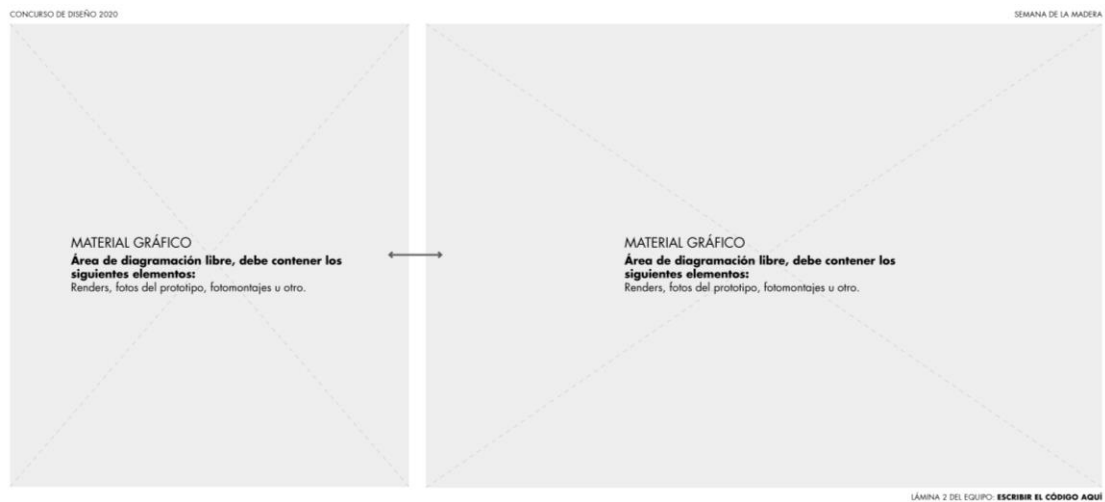 CONCURSO DE DISEÑO 2020
SEMANA DE LA MADERA
MATERIAL GRÁFICO
Área de diagramación libre, debe contener los
siguientes elementos:
Renders, fotos del prototipo, fotomontajes u otro.
MATERIAL GRÁFICO
Área de diagramación libre, debe contener los
siguientes elementos:
Renders, fotos del prototipo, fotomontajes u otro.
LÁMINA 2 DEL EQUIPO: ESCRIBIR EL CÓDIGO AQUÍ